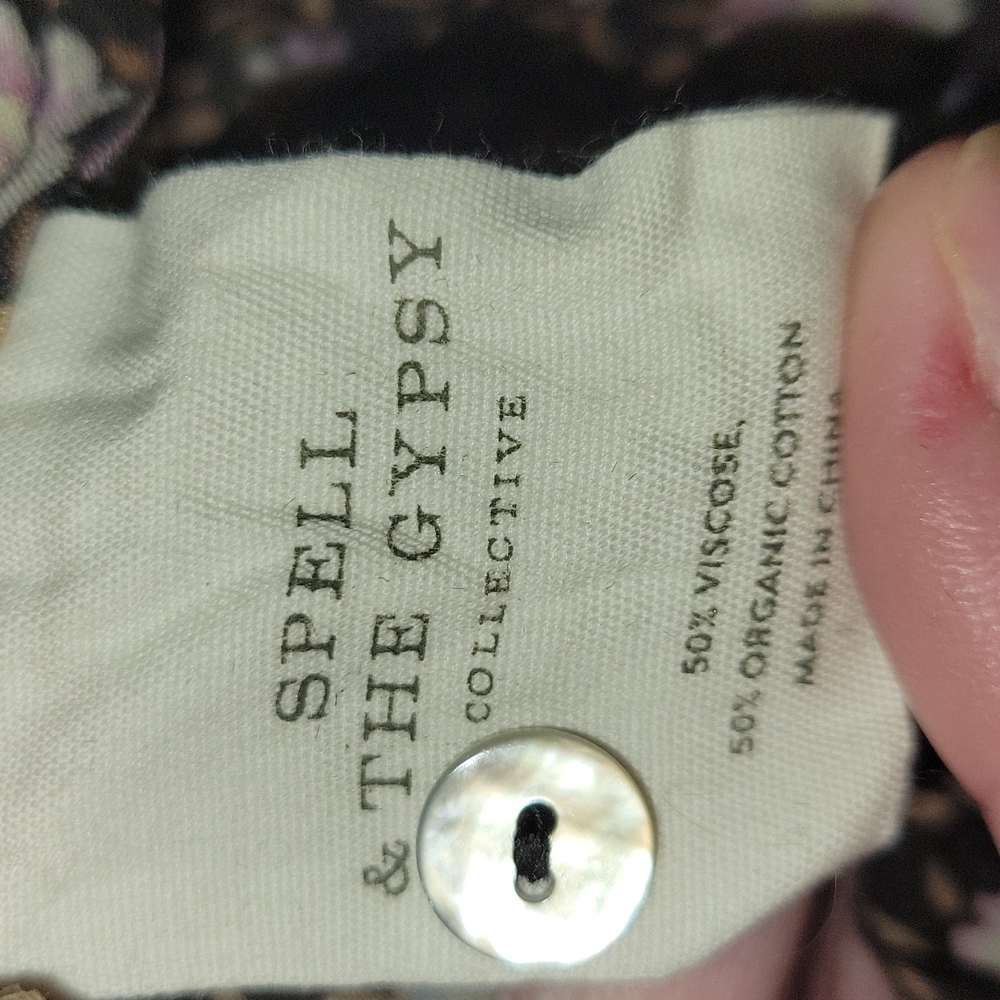 SPELL
& THE GYPSY
COLLECTIVE
50% VISCOSE,
50% ORGANIC COTTON
MADE IN CHINA